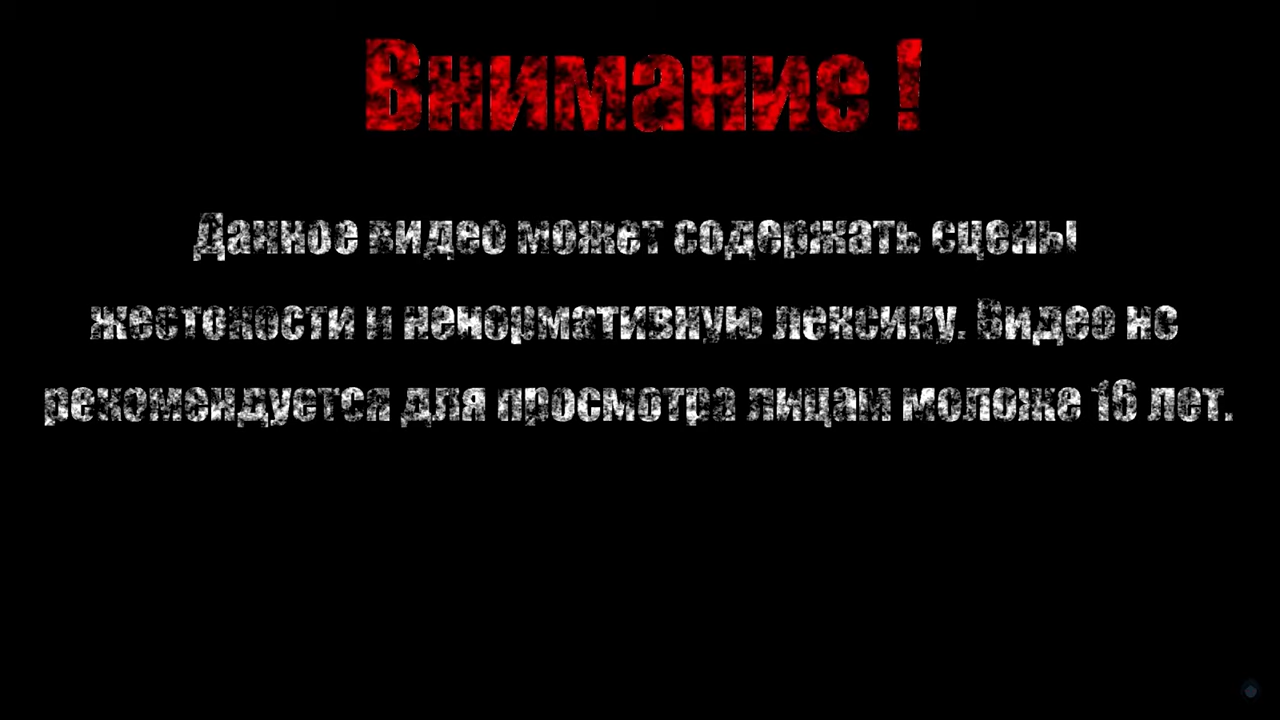 Внимание !
Данное видео может содержать сцены
жестокости и ненормативную лексику. Видео не
рекомендуется для просмотра лицам моложе 16 лет.